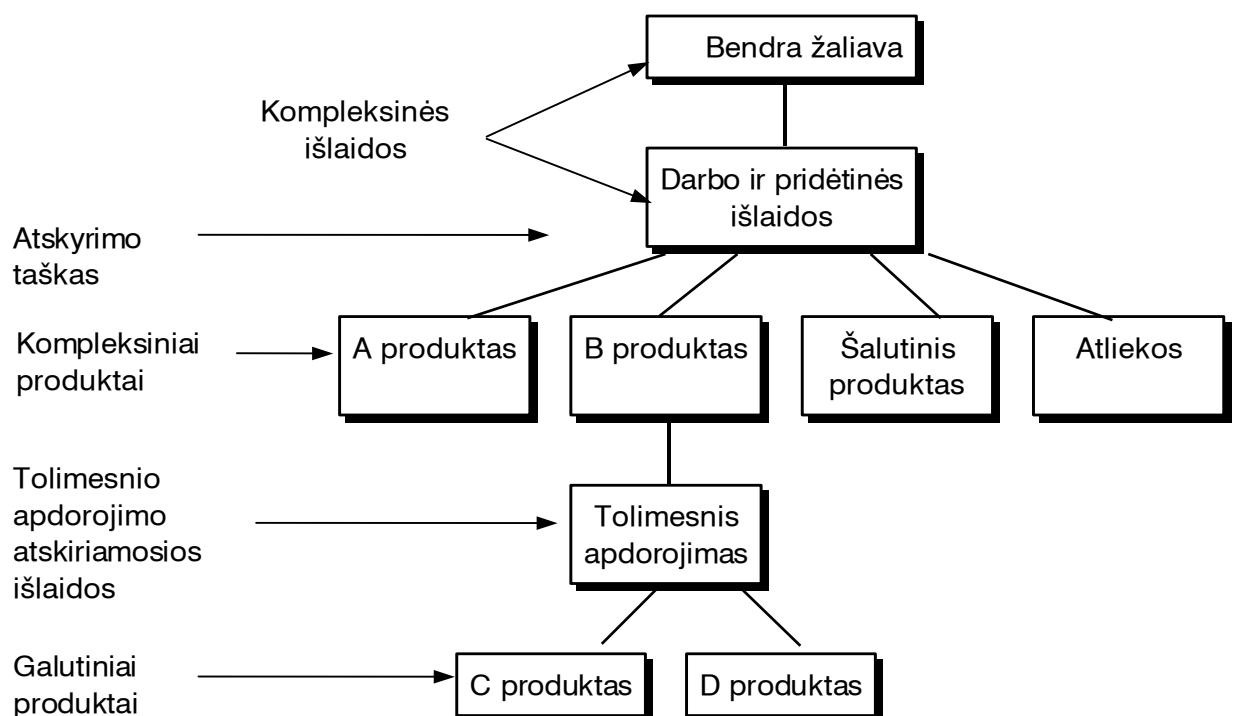 Bendra žaliava
Kompleksinės
išlaidos
Darbo ir pridėtinės
išlaidos
Atskyrimo
taškas
Kompleksiniai
produktai
A produktas
B produktas
Šalutinis
produktas
Atliekos
Tolimesnio
apdorojimo
atskiriamosios
išlaidos
Tolimesnis
apdorojimas
Galutiniai
produktai
C produktas
D produktas